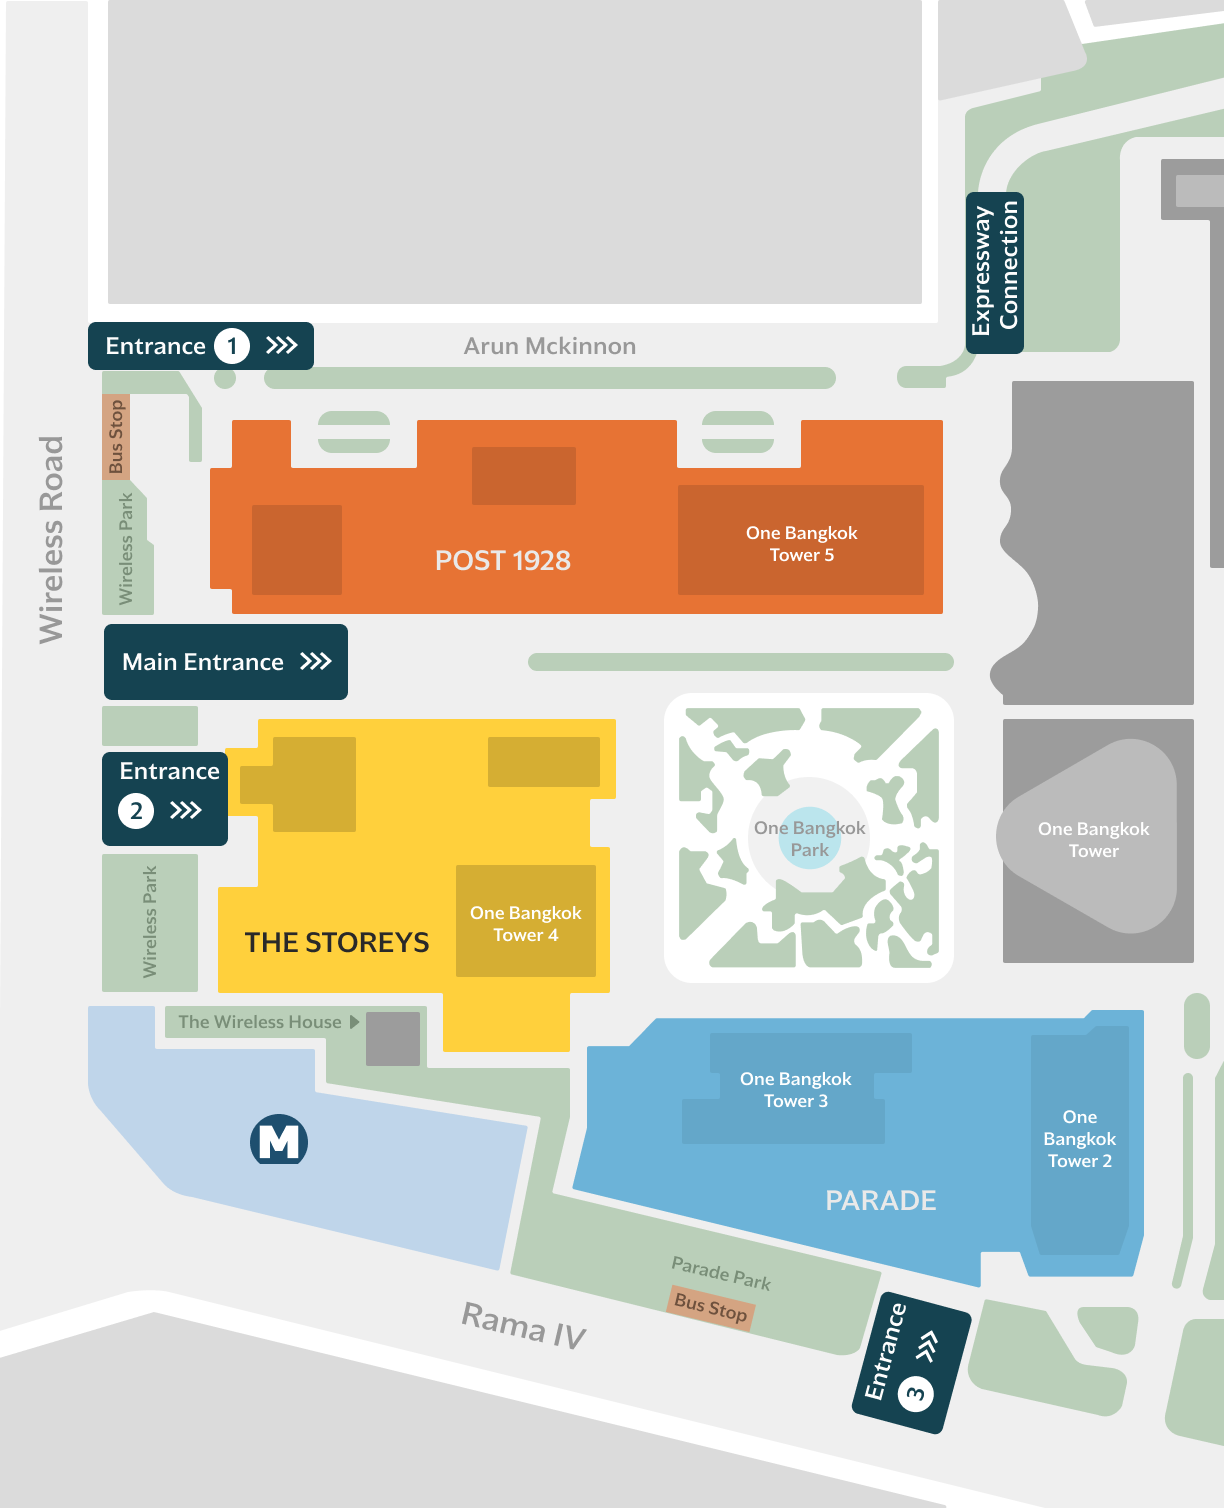 Expressway
Connection
Entrance 1
Arun Mckinnon
Bus Stop
Wireless Road
Wireless Park
One Bangkok
Tower 5
POST 1928
Main Entrance
Entrance
2
One Bangkok
Park
One Bangkok
Tower
Wireless Park
One Bangkok
Tower 4
THE STOREYS
The Wireless House
M
One Bangkok
Tower 3
One
Bangkok
Tower 2
PARADE
Parade Park
Bus Stop
Rama IV
Entrance
3